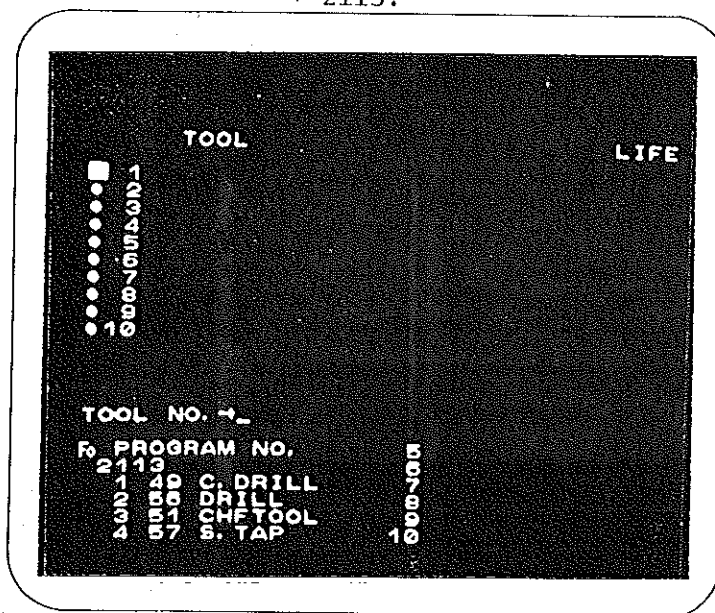 2113.
TOOL LIFE
1
2
3
4
5
6
7
8
9
10
TOOL NO.→_
Fo PROGRAM NO. 5
2113 6
1 49 C.DRILL 7
2 56 DRILL 8
3 51 CHFTOOL 9
4 57 S.TAP 10